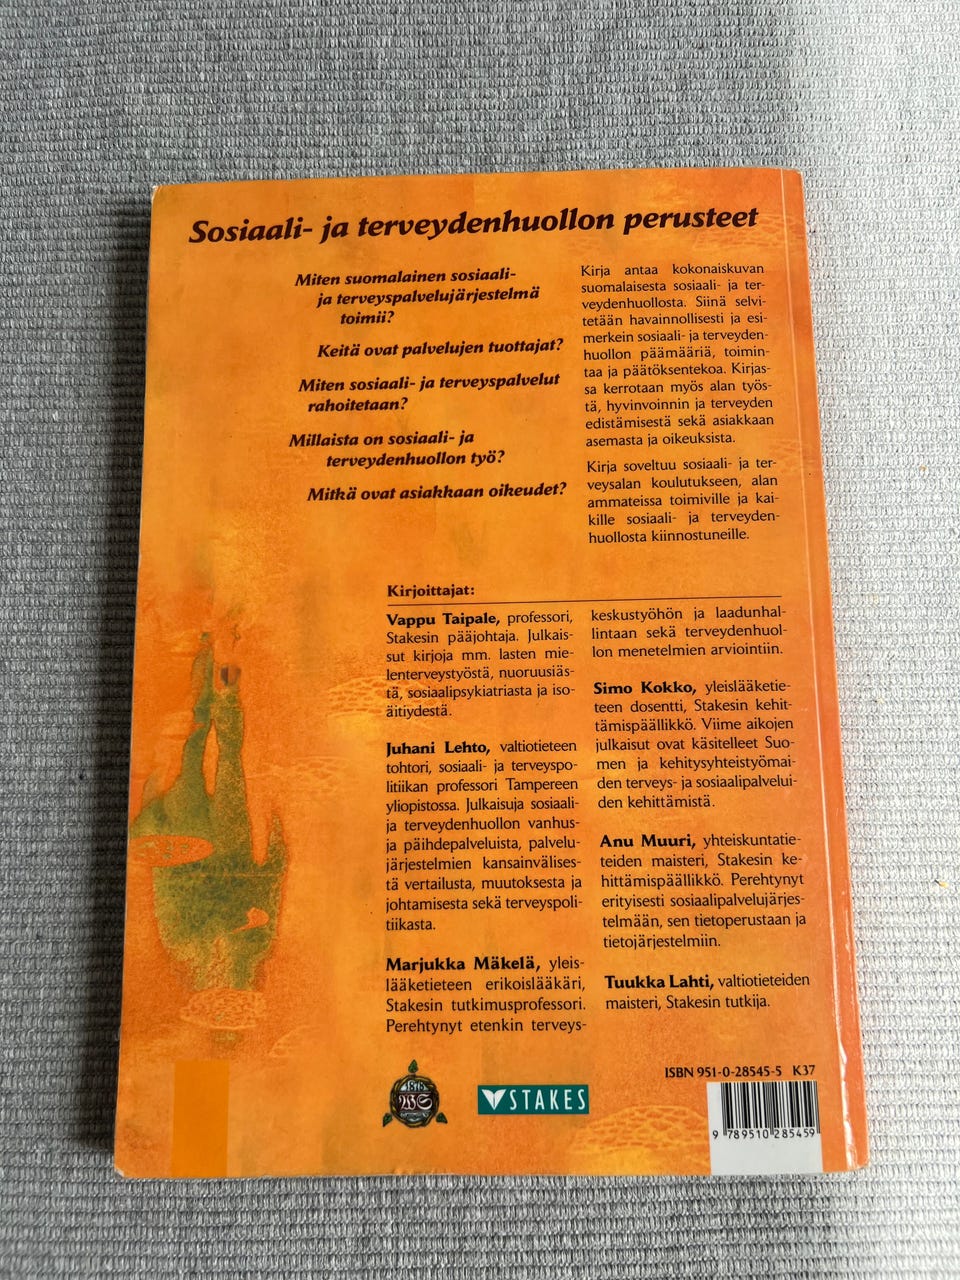 Sosiaali- ja terveydenhuollon perusteet
Miten suomalainen sosiaali-
ja terveyspalvelujärjestelmä
toimii?
Keitä ovat palvelujen tuottajat?
Miten sosiaali- ja terveyspalvelut
rahoitetaan?
Millaista on sosiaali- ja
terveydenhuollon työ?
Mitkä ovat asiakkaan oikeudet?
Kirja antaa kokonaiskuvan
suomalaisesta sosiaali- ja ter-
veydenhuollosta. Siinä selvi-
tetään havainnollisesti ja esi-
merkein sosiaali- ja terveyden-
huollon päämääriä, toimin-
taa ja päätöksentekoa. Kirjas-
sa kerrotaan myös alan työs-
tä, hyvinvoinnin ja terveyden
edistämisestä sekä asiakkaan
asemasta ja oikeuksista.
Kirja soveltuu sosiaali- ja ter-
veysalan koulutukseen, alan
ammateissa toimiville ja kai-
kille sosiaali- ja terveyden-
huollosta kiinnostuneille.
Kirjoittajat:
Vappu Taipale, professori,
Stakesin pääjohtaja. Julkais-
sut kirjoja mm. lasten mie-
lenterveystyöstä, nuoruusiäs-
tä, sosiaalipsykiatriasta ja iso-
äitiydestä.
Juhani Lehto, valtiotieteen
tohtori, sosiaali- ja terveyspo-
litiikan professori Tampereen
yliopistossa. Julkaisuja sosiaali-
ja terveydenhuollon vanhus-
ja päihdepalveluista, palvelu-
järjestelmien kansainvälises-
tä vertailusta, muutoksesta ja
johtamisesta sekä terveyspoli-
tiikasta.
Marjukka Mäkelä, yleis-
lääketieteen erikoislääkäri,
Stakesin tutkimusprofessori.
Perehtynyt etenkin terveys-
keskustyöhön ja laadunhal-
lintaan sekä terveydenhuol-
lon menetelmien arviointiin.
Simo Kokko, yleislääketie-
teen dosentti, Stakesin kehit-
tämispäällikkö. Viime aikojen
julkaisut ovat käsitelleet Suo-
men ja kehitysyhteistyömai-
den terveys- ja sosiaalipalvelui-
den kehittämistä.
Anu Muuri, yhteiskuntatie-
teiden maisteri, Stakesin ke-
hittämispäällikkö. Perehtynyt
erityisesti sosiaalipalvelujärjes-
telmään, sen tietoperustaan ja
tietojärjestelmiin.
Tuukka Lahti, valtiotieteiden
maisteri, Stakesin tutkija.
1878
WS
STAKES
ISBN 951-0-28545-5 K37
9 789510 285459